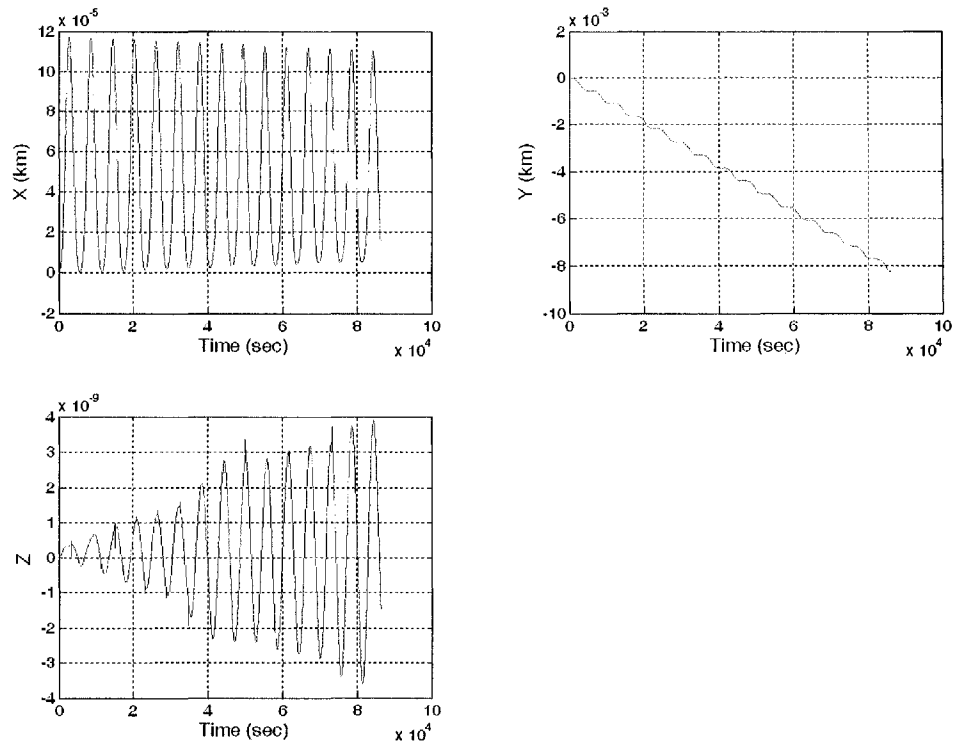 x 10^-5
12
10
8
6
4
2
0
-2
X (km)
0 2 4 6 8 10
Time (sec)
x 10^4
x 10^-3
2
0
-2
-4
-6
-8
-10
Y (km)
0 2 4 6 8 10
Time (sec)
x 10^4
x 10^-9
4
3
2
1
0
-1
-2
-3
-4
Z
0 2 4 6 8 10
Time (sec)
x 10^4